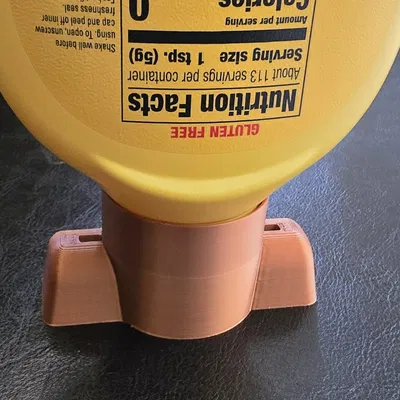 GLUTEN FREE
Nutrition Facts
About 113 servings per container
Serving size 1 tsp. (5g)
Amount per serving
Calories 0
Shake well before
using. To open, unscrew
cap and peel off inner
freshness seal.